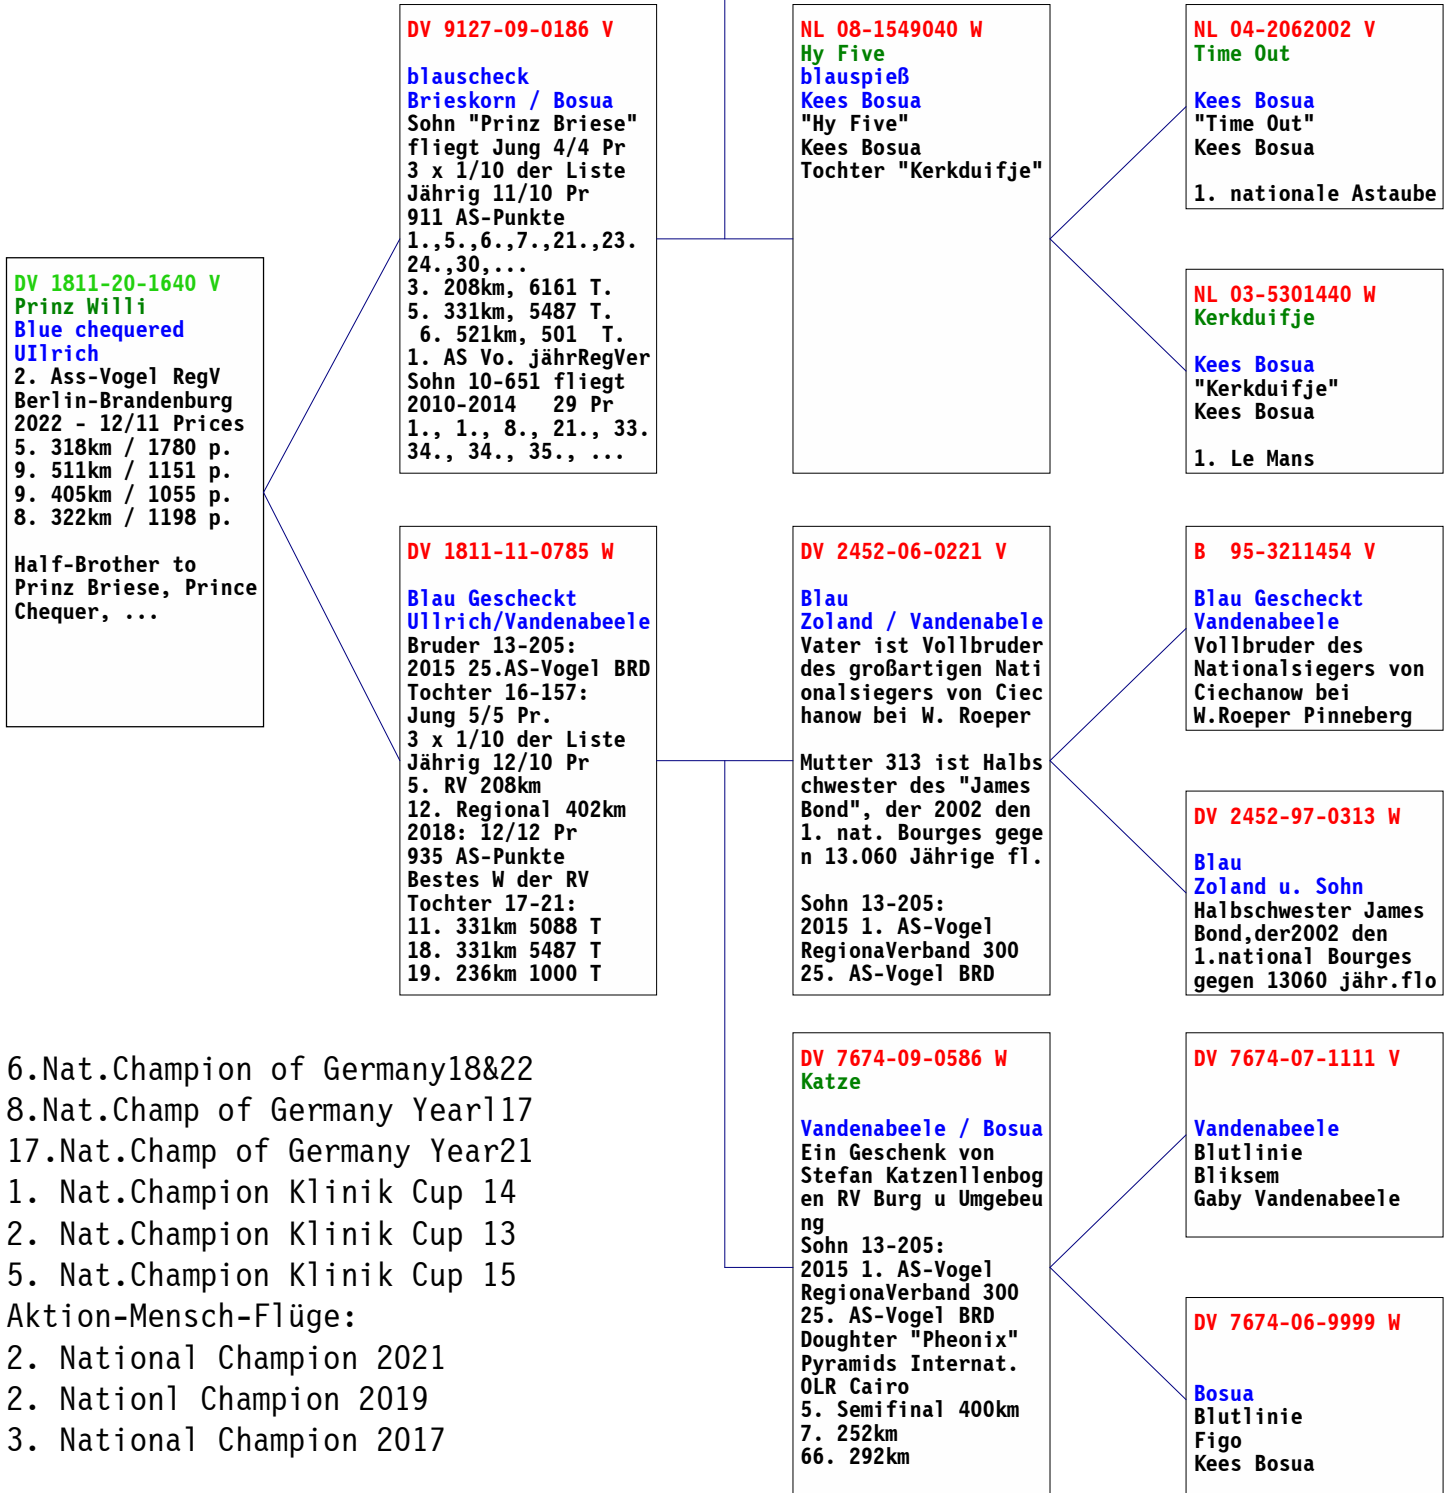 DV 1811-20-1640 V
Prinz Willi
Blue chequered
UIlrich
2. Ass-Vogel RegV
Berlin-Brandenburg
2022 - 12/11 Prices
5. 318km / 1780 p.
9. 511km / 1151 p.
9. 405km / 1055 p.
8. 322km / 1198 p.
Half-Brother to
Prinz Briese, Prince
Chequer, ...
DV 9127-09-0186 V
blauscheck
Brieskorn / Bosua
Sohn "Prinz Briese"
fliegt Jung 4/4 Pr
3 x 1/10 der Liste
Jährig 11/10 Pr
911 AS-Punkte
1.,5.,6.,7.,21.,23.
24.,30,...
3. 208km, 6161 T.
5. 331km, 5487 T.
6. 521km, 501  T.
1. AS Vo. jährRegVer
Sohn 10-651 fliegt
2010-2014   29 Pr
1., 1., 8., 21., 33.
34., 34., 35., ...
DV 1811-11-0785 W
Blau Gescheckt
Ullrich/Vandenabeele
Bruder 13-205:
2015 25.AS-Vogel BRD
Tochter 16-157:
Jung 5/5 Pr.
3 x 1/10 der Liste
Jährig 12/10 Pr
5. RV 208km
12. Regional 402km
2018: 12/12 Pr
935 AS-Punkte
Bestes W der RV
Tochter 17-21:
11. 331km 5088 T
18. 331km 5487 T
19. 236km 1000 T
NL 08-1549040 W
Hy Five
blauspieß
Kees Bosua
"Hy Five"
Kees Bosua
Tochter "Kerkduifje"
DV 2452-06-0221 V
Blau
Zoland / Vandenabele
Vater ist Vollbruder
des großartigen Nati
onalsiegers von Ciec
hanow bei W. Roeper
Mutter 313 ist Halbs
chwester des "James
Bond", der 2002 den
1. nat. Bourges gege
n 13.060 Jährige fl.
Sohn 13-205:
2015 1. AS-Vogel
RegionaVerband 300
25. AS-Vogel BRD
DV 7674-09-0586 W
Katze
Vandenabeele / Bosua
Ein Geschenk von
Stefan Katzenllenbog
en RV Burg u Umgebeu
ng
Sohn 13-205:
2015 1. AS-Vogel
RegionaVerband 300
25. AS-Vogel BRD
Doughter "Pheonix"
Pyramids Internat.
OLR Cairo
5. Semifinal 400km
7. 252km
66. 292km
NL 04-2062002 V
Time Out
Kees Bosua
"Time Out"
Kees Bosua
1. nationale Astaube
NL 03-5301440 W
Kerkduifje
Kees Bosua
"Kerkduifje"
Kees Bosua
1. Le Mans
B  95-3211454 V
Blau Gescheckt
Vandenabeele
Vollbruder des
Nationalsiegers von
Ciechanow bei
W.Roeper Pinneberg
DV 2452-97-0313 W
Blau
Zoland u. Sohn
Halbschwester James
Bond,der2002 den
1.national Bourges
gegen 13060 jähr.flo
DV 7674-07-1111 V
Vandenabeele
Blutlinie
Bliksem
Gaby Vandenabeele
DV 7674-06-9999 W
Bosua
Blutlinie
Figo
Kees Bosua
6.Nat.Champion of Germany18&22
8.Nat.Champ of Germany Yearl17
17.Nat.Champ of Germany Year21
1. Nat.Champion Klinik Cup 14
2. Nat.Champion Klinik Cup 13
5. Nat.Champion Klinik Cup 15
Aktion-Mensch-Flüge:
2. National Champion 2021
2. Nationl Champion 2019
3. National Champion 2017